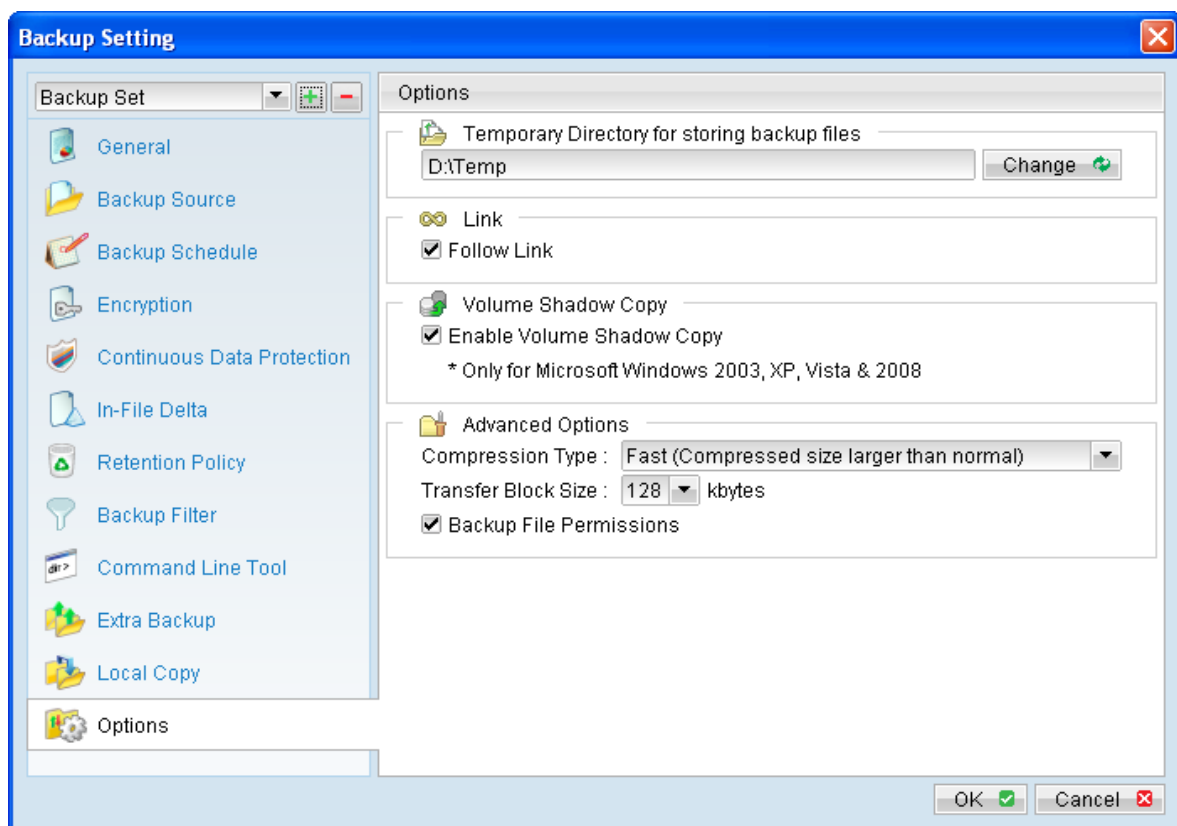 Backup Setting
Backup Set
General
Backup Source
Backup Schedule
Encryption
Continuous Data Protection
In-File Delta
Retention Policy
Backup Filter
dir>
Command Line Tool
Extra Backup
Local Copy
Options
Options
Temporary Directory for storing backup files
D:\Temp
Change
Link
Follow Link
Volume Shadow Copy
Enable Volume Shadow Copy
* Only for Microsoft Windows 2003, XP, Vista & 2008
Advanced Options
Compression Type : Fast (Compressed size larger than normal)
Transfer Block Size : 128 kbytes
Backup File Permissions
OK
Cancel